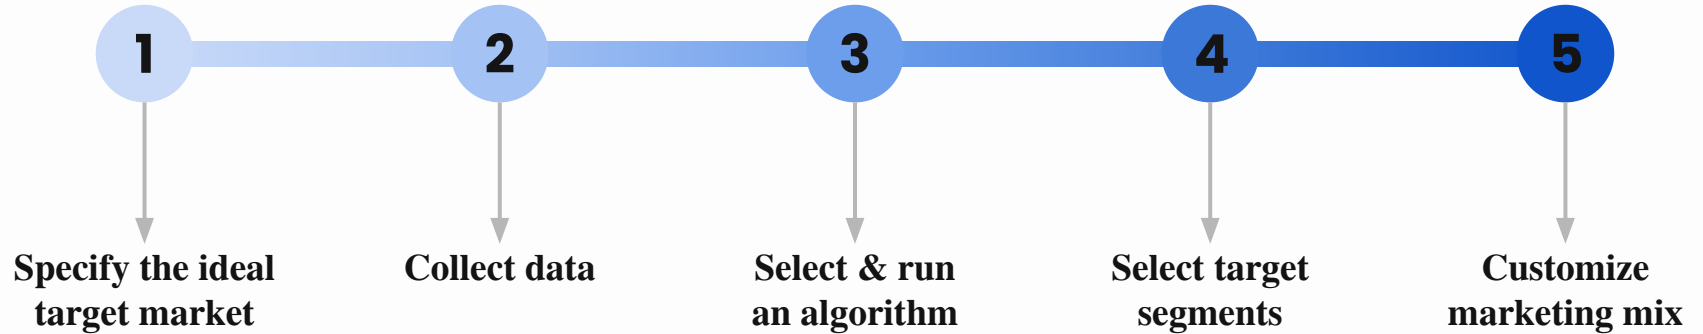 1
2
3
4
5
Specify the ideal
target market
Collect data
Select & run
an algorithm
Select target
segments
Customize
marketing mix